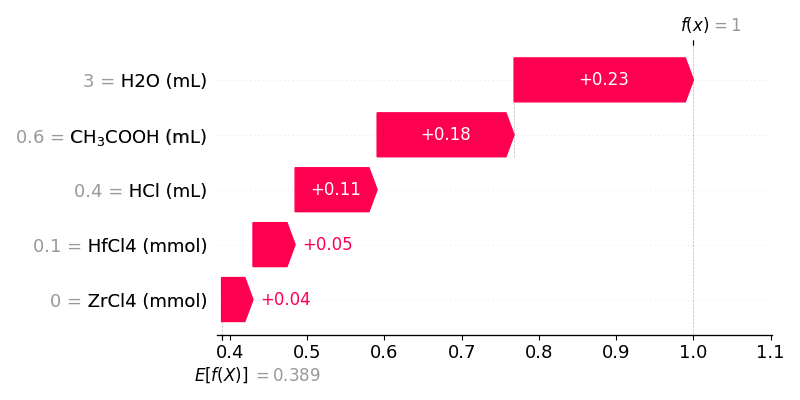 f(x) = 1
3 = H2O (mL)
+0.23
0.6 = CH₃COOH (mL)
+0.18
0.4 = HCl (mL)
+0.11
0.1 = HfCl4 (mmol)
+0.05
0 = ZrCl4 (mmol)
+0.04
0.4 0.5 0.6 0.7 0.8 0.9 1.0 1.1
E[f(X)] = 0.389